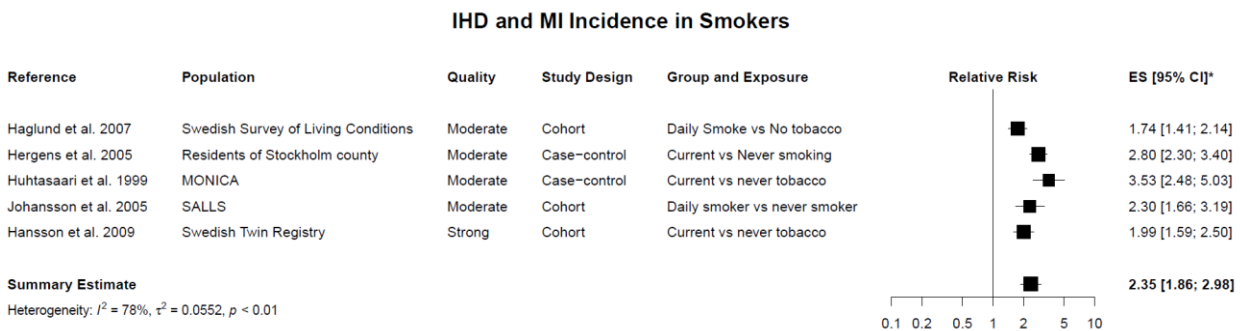 IHD and MI Incidence in Smokers
Reference Population Quality Study Design Group and Exposure Relative Risk ES [95% CI]*
Haglund et al. 2007 Swedish Survey of Living Conditions Moderate Cohort Daily Smoke vs No tobacco 1.74 [1.41; 2.14]
Hergens et al. 2005 Residents of Stockholm county Moderate Case−control Current vs Never smoking 2.80 [2.30; 3.40]
Huhtasaari et al. 1999 MONICA Moderate Case−control Current vs never tobacco 3.53 [2.48; 5.03]
Johansson et al. 2005 SALLS Moderate Cohort Daily smoker vs never smoker 2.30 [1.66; 3.19]
Hansson et al. 2009 Swedish Twin Registry Strong Cohort Current vs never tobacco 1.99 [1.59; 2.50]
Summary Estimate 2.35 [1.86; 2.98]
Heterogeneity: I² = 78%, τ² = 0.0552, p < 0.01
0.1 0.2 0.5 1 2 5 10